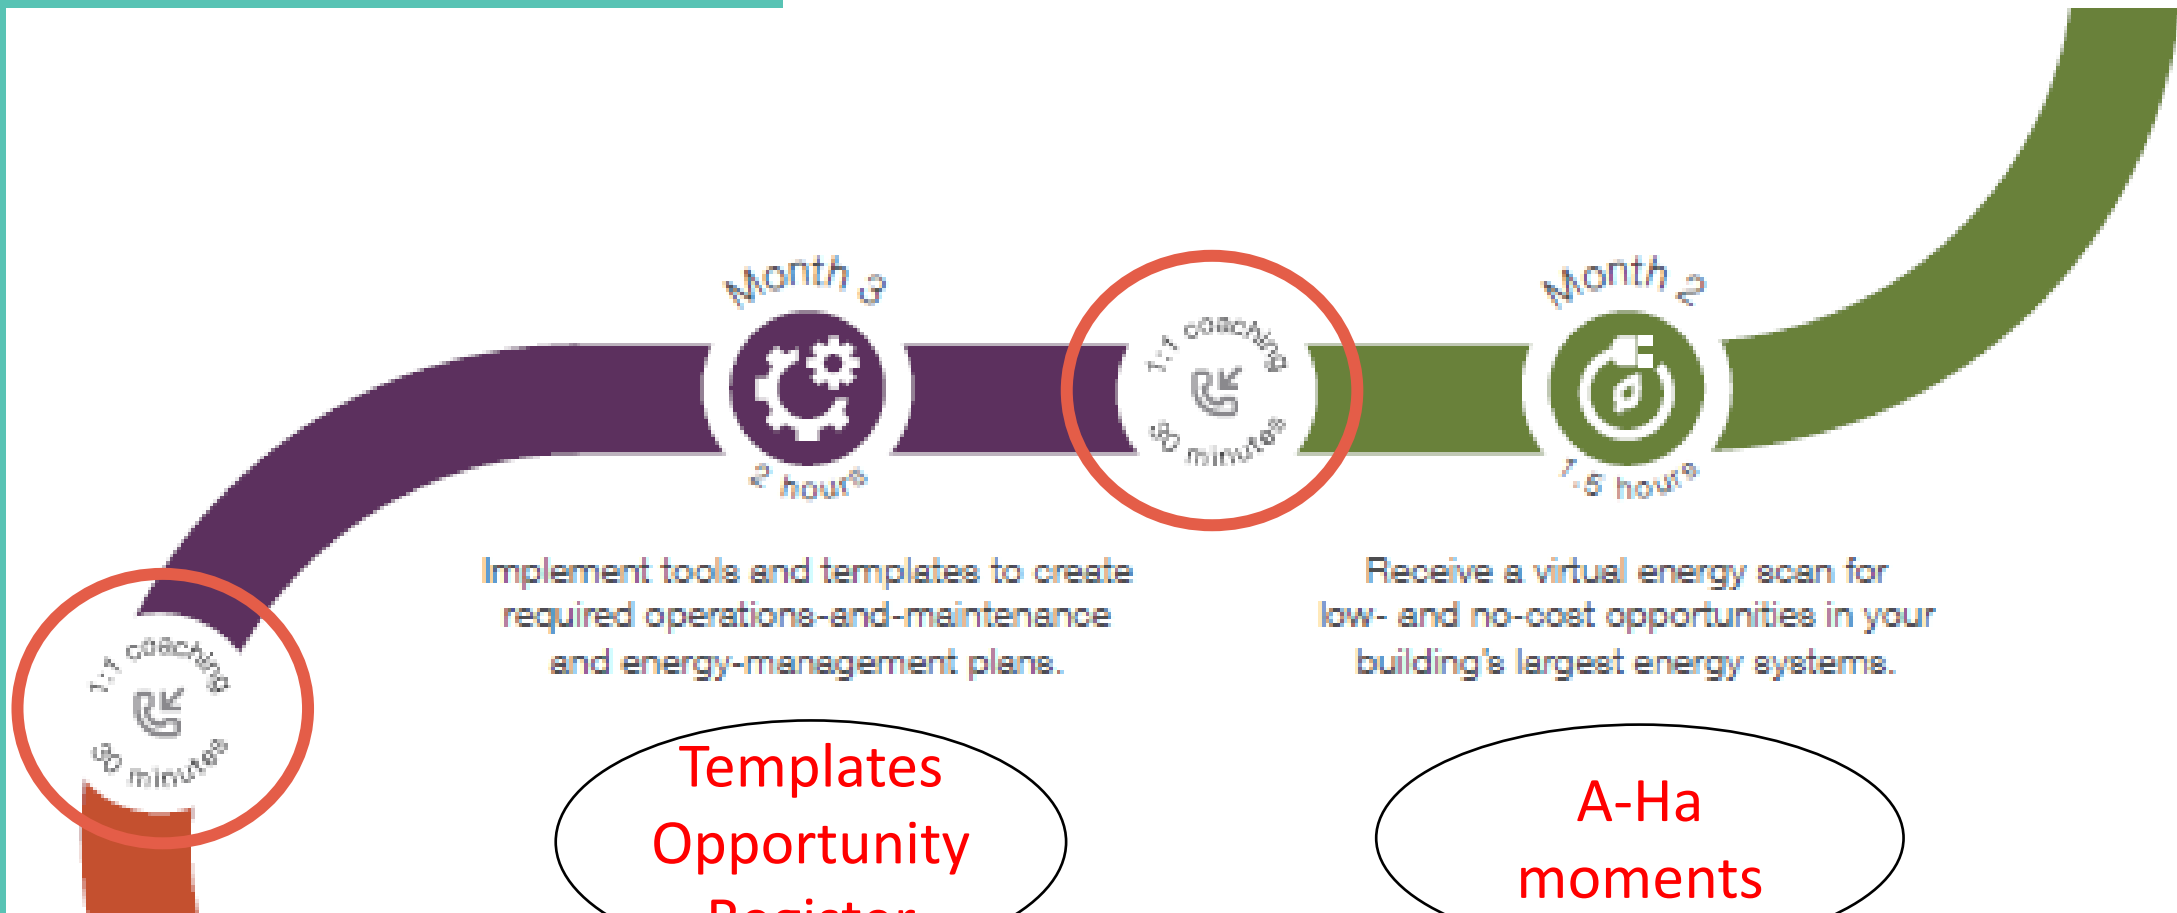 Month 3
2 hours
1:1 coaching
90 minutes
Month 2
1.5 hours
Implement tools and templates to create
required operations-and-maintenance
and energy-management plans.
Receive a virtual energy scan for
low- and no-cost opportunities in your
building's largest energy systems.
1:1 coaching
30 minutes
Templates
Opportunity
Register
A-Ha
moments